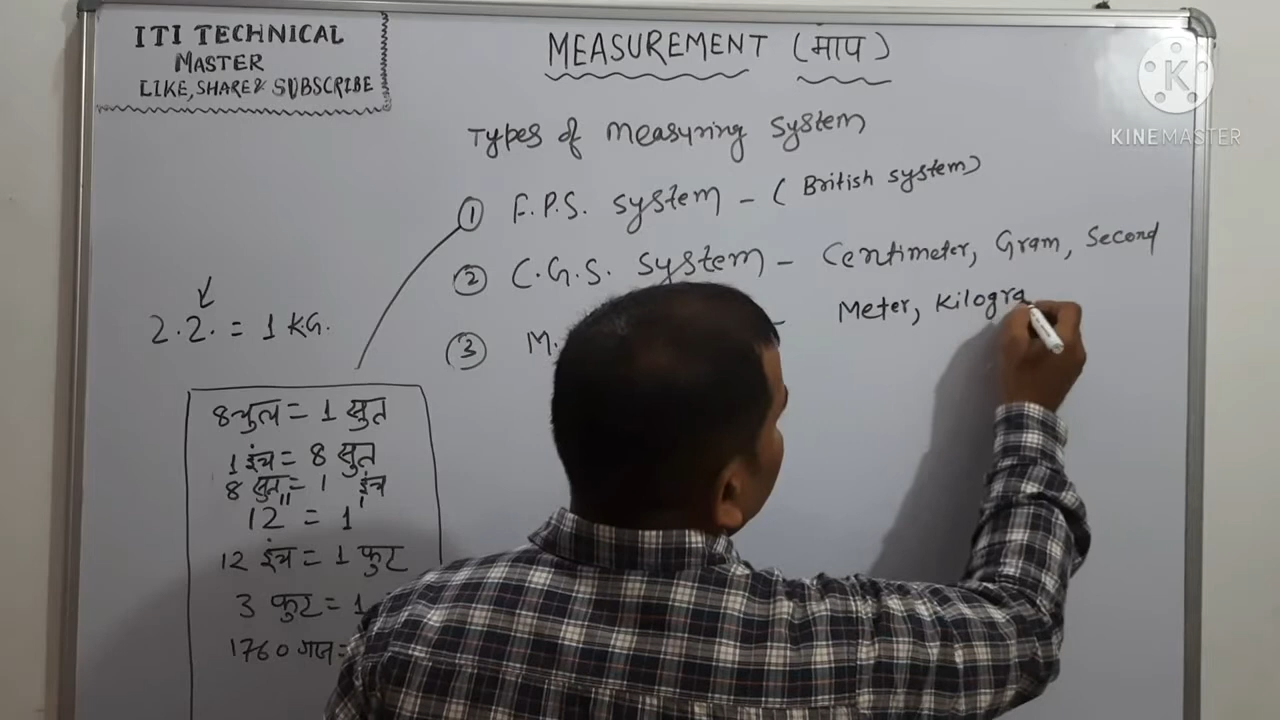 ITI TECHNICAL
MASTER
LIKE, SHARE & SUBSCRIBE
MEASUREMENT (माप)
Types of measuring system
① F.P.S. system - (British system)
② C.G.S. system - Centimeter, Gram, Second
③ M. - Meter, Kilogra
2.2. = 1 K.G.
8 चुल = 1 सुत
1 इंच = 8 सुत
8 सुत = 1 इंच
12" = 1'
12 इंच = 1 फुट
3 फुट = 1
1760 गज =
K
KINEMASTER